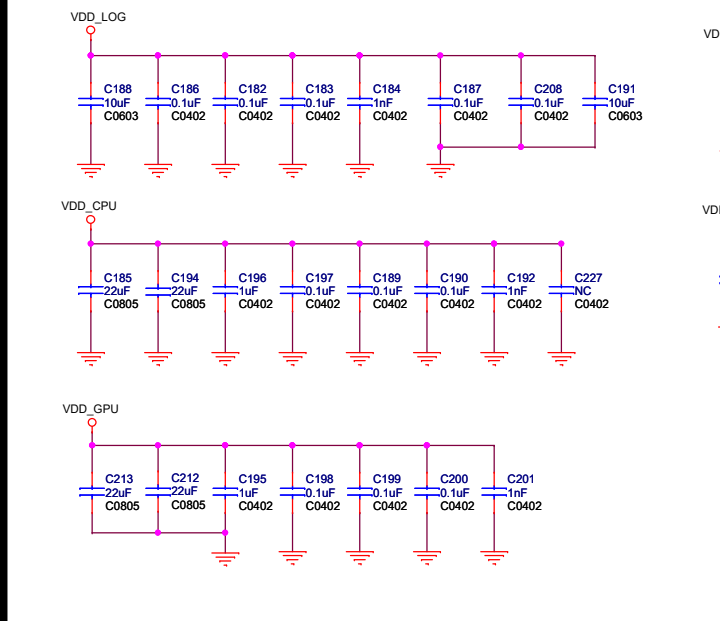 VDD_LOG
VD
C188 C186 C182 C183 C184 C187 C208 C191
10uF 0.1uF 0.1uF 0.1uF 1nF 0.1uF 0.1uF 10uF
C0603 C0402 C0402 C0402 C0402 C0402 C0402 C0603
VDD_CPU
VD
C185 C194 C196 C197 C189 C190 C192 C227
22uF 22uF 1uF 0.1uF 0.1uF 0.1uF 1nF NC
C0805 C0805 C0402 C0402 C0402 C0402 C0402 C0402
VDD_GPU
C213 C212 C195 C198 C199 C200 C201
22uF 22uF 1uF 0.1uF 0.1uF 0.1uF 1nF
C0805 C0805 C0402 C0402 C0402 C0402 C0402